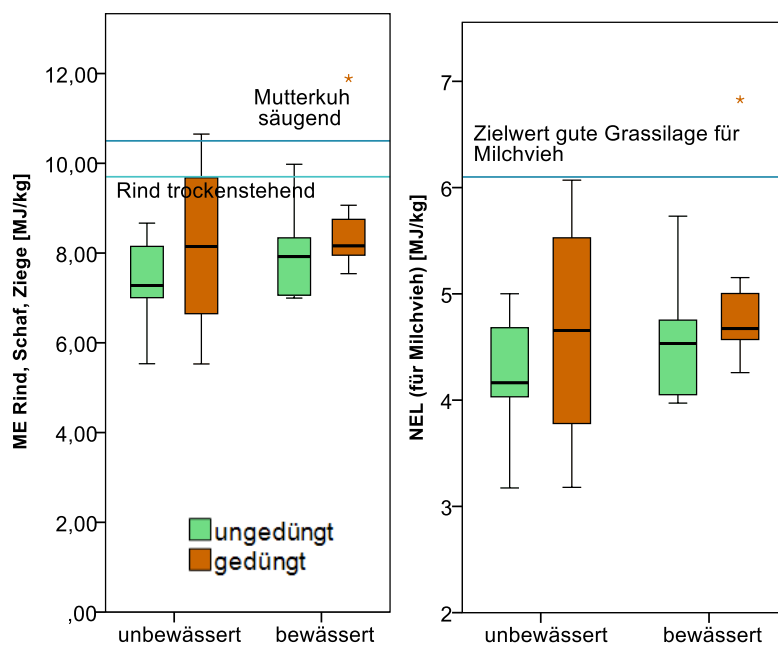 ME Rind, Schaf, Ziege [MJ/kg]
12,00
10,00
8,00
6,00
4,00
2,00
,00
Mutterkuh
säugend
Rind trockenstehend
ungedüngt
gedüngt
unbewässert
bewässert
NEL (für Milchvieh) [MJ/kg]
7
6
5
4
3
2
Zielwert gute Grassilage für
Milchvieh
unbewässert
bewässert